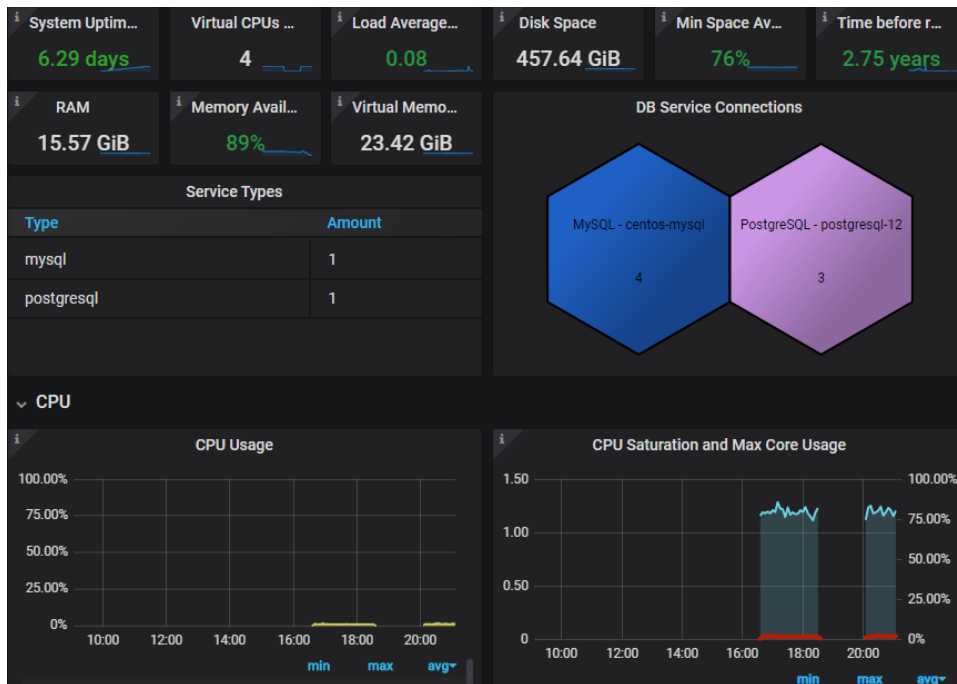 System Uptim...
6.29 days
Virtual CPUs ...
4
Load Average...
0.08
Disk Space
457.64 GiB
Min Space Av...
76%
Time before r...
2.75 years
RAM
15.57 GiB
Memory Avail...
89%
Virtual Memo...
23.42 GiB
DB Service Connections
MySQL - centos-mysql
4
PostgreSQL - postgresql-12
3
Service Types
Type Amount
mysql 1
postgresql 1
CPU
CPU Usage
100.00%
75.00%
50.00%
25.00%
0%
10:00 12:00 14:00 16:00 18:00 20:00
min max avg
CPU Saturation and Max Core Usage
1.50
1.00
0.50
0
100.00%
75.00%
50.00%
25.00%
0%
10:00 12:00 14:00 16:00 18:00 20:00
min max avg